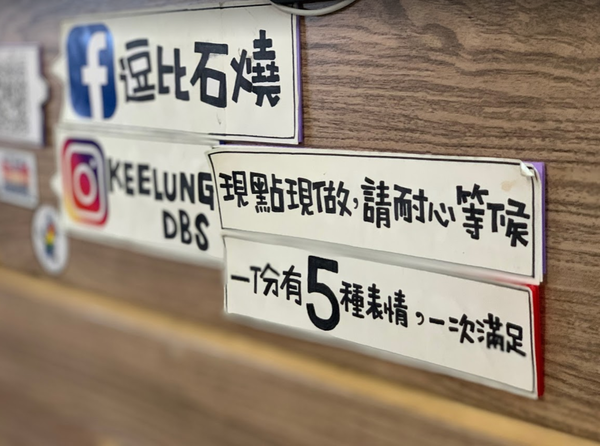 逗比石燒
KEELUNG
DBS
現點現做,請耐心等候
一份有5種表情,一次滿足